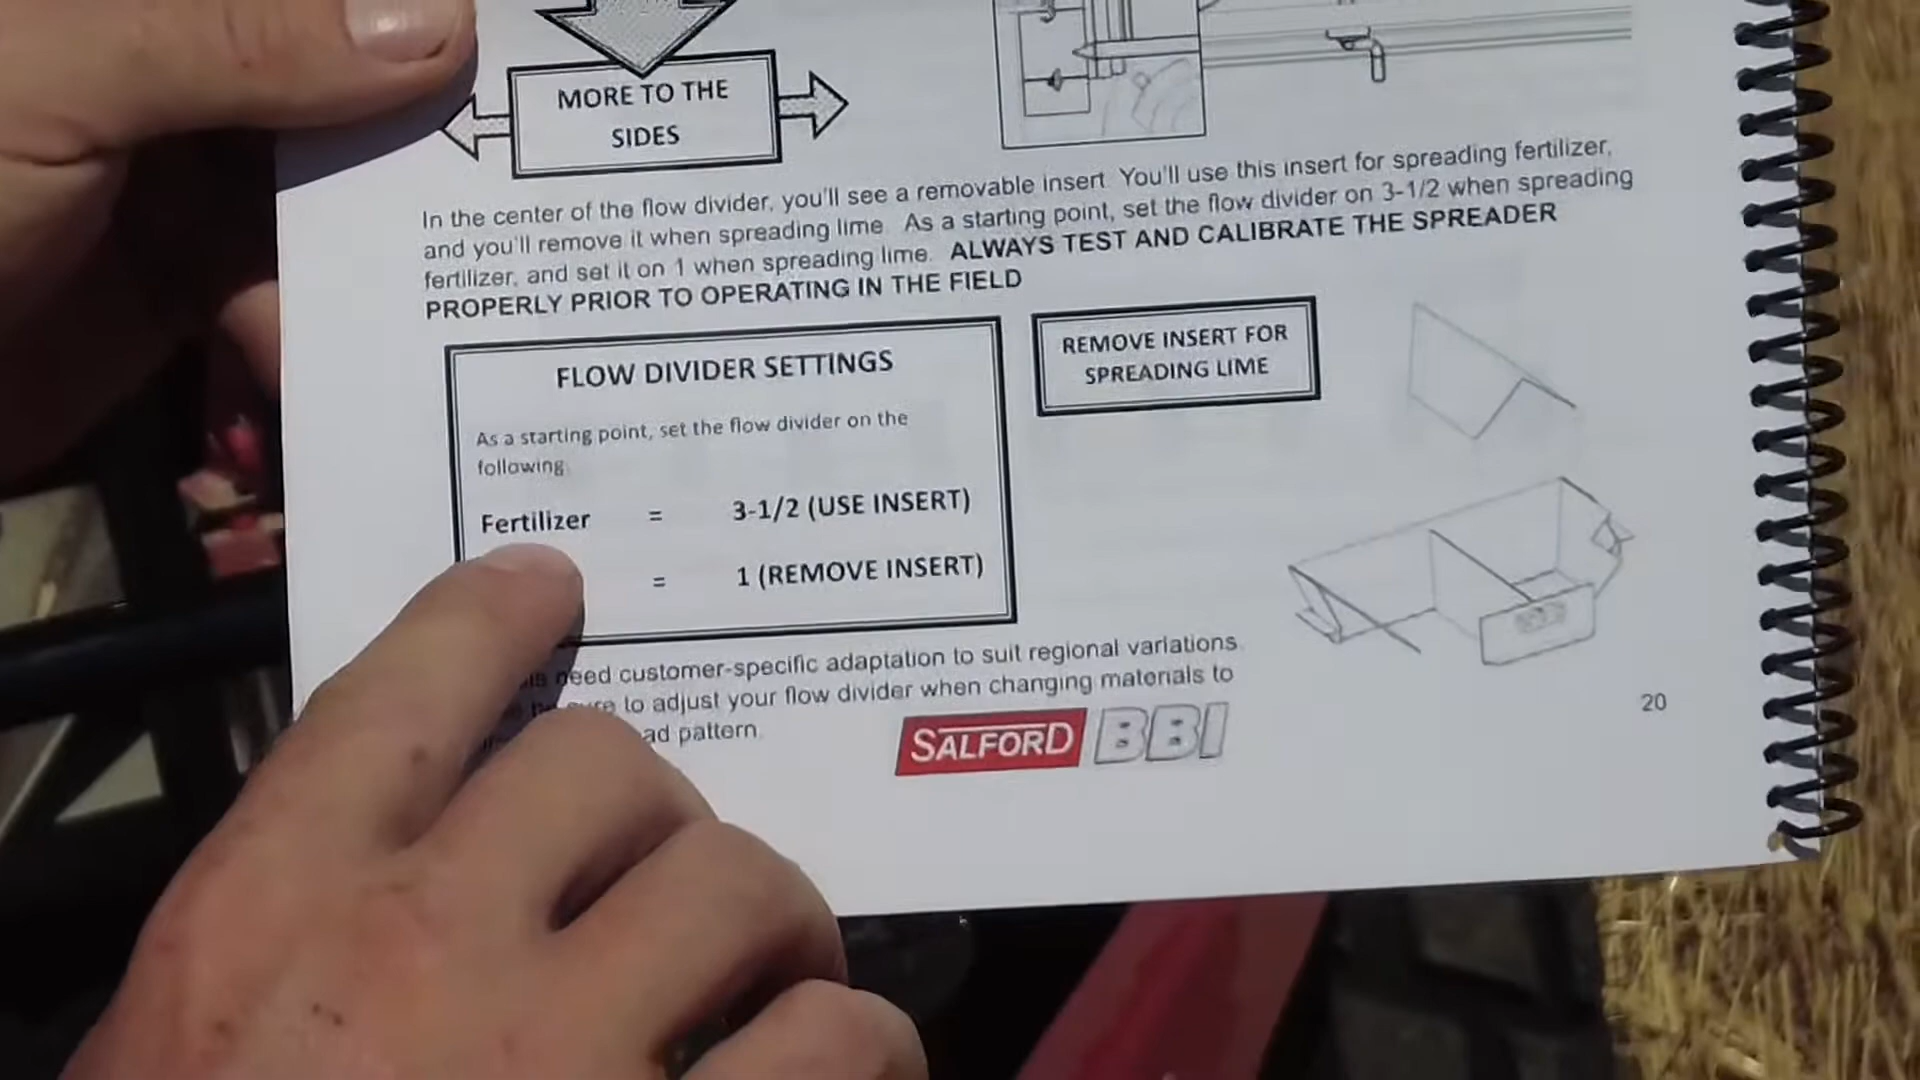 MORE TO THE
SIDES
In the center of the flow divider, you'll see a removable insert. You'll use this insert for spreading fertilizer,
and you'll remove it when spreading lime. As a starting point, set the flow divider on 3-1/2 when spreading
fertilizer, and set it on 1 when spreading lime. ALWAYS TEST AND CALIBRATE THE SPREADER
PROPERLY PRIOR TO OPERATING IN THE FIELD
FLOW DIVIDER SETTINGS
As a starting point, set the flow divider on the
following
Fertilizer = 3-1/2 (USE INSERT)
= 1 (REMOVE INSERT)
REMOVE INSERT FOR
SPREADING LIME
need customer-specific adaptation to suit regional variations
to adjust your flow divider when changing materials to
pattern
SALFORD BBI
20